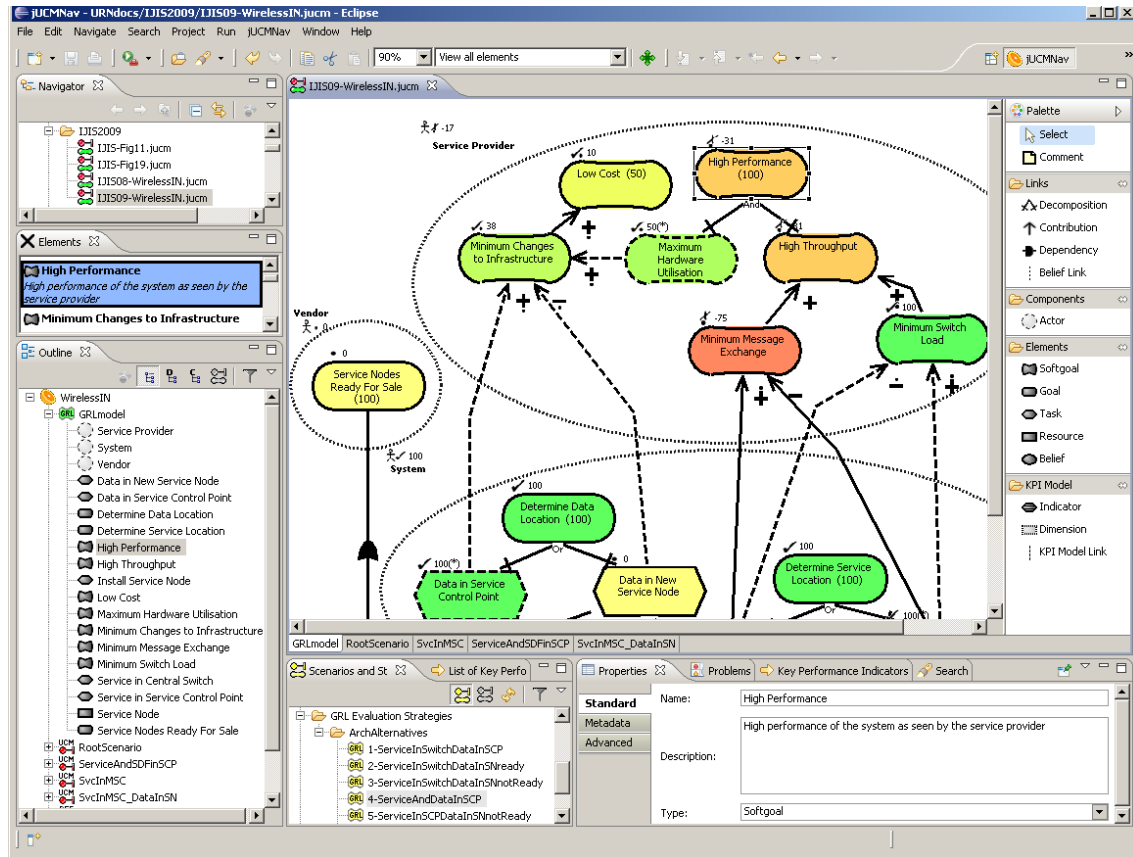 jUCMNav - URNdocs/IJIS2009/IJIS09-WirelessIN.jucm - Eclipse
File Edit Navigate Search Project Run jUCMNav Window Help
90% View all elements jUCMNav »
Navigator
IJIS2009
IJIS-Fig11.jucm
IJIS-Fig19.jucm
IJIS08-WirelessIN.jucm
IJIS09-WirelessIN.jucm
Elements
High Performance
High performance of the system as seen by the
service provider
Minimum Changes to Infrastructure
Outline
WirelessIN
GRLmodel
Service Provider
System
Vendor
Data in New Service Node
Data in Service Control Point
Determine Data Location
Determine Service Location
High Performance
High Throughput
Install Service Node
Low Cost
Maximum Hardware Utilisation
Minimum Changes to Infrastructure
Minimum Message Exchange
Minimum Switch Load
Service in Central Switch
Service in Service Control Point
Service Node
Service Nodes Ready For Sale
RootScenario
ServiceAndSDFinSCP
SvcInMSC
SvcInMSC_DataInSN
IJIS09-WirelessIN.jucm
-17
Service Provider
10
Low Cost (50)
-31
High Performance
(100)
And
38
Minimum Changes
to Infrastructure
50(*)
Maximum
Hardware
Utilisation
High Throughput
-75
Minimum Message
Exchange
100
Minimum Switch
Load
Vendor
0
0
Service Nodes
Ready For Sale
(100)
100
System
100
Determine Data
Location (100)
Or
100(*)
Data in Service
Control Point
0
Data in New
Service Node
100
Determine Service
Location (100)
Or
100(*)
GRLmodel RootScenario SvcInMSC ServiceAndSDFinSCP SvcInMSC_DataInSN
Palette
Select
Comment
Links
Decomposition
Contribution
Dependency
Belief Link
Components
Actor
Elements
Softgoal
Goal
Task
Resource
Belief
KPI Model
Indicator
Dimension
KPI Model Link
Scenarios and St List of Key Perfo
GRL Evaluation Strategies
ArchAlternatives
1-ServiceInSwitchDataInSCP
2-ServiceInSwitchDataInSNready
3-ServiceInSwitchDataInSNnotReady
4-ServiceAndDataInSCP
5-ServiceInSCPDataInSNnotReady
Properties Problems Key Performance Indicators Search
Standard
Metadata
Advanced
Name: High Performance
Description: High performance of the system as seen by the service provider
Type: Softgoal